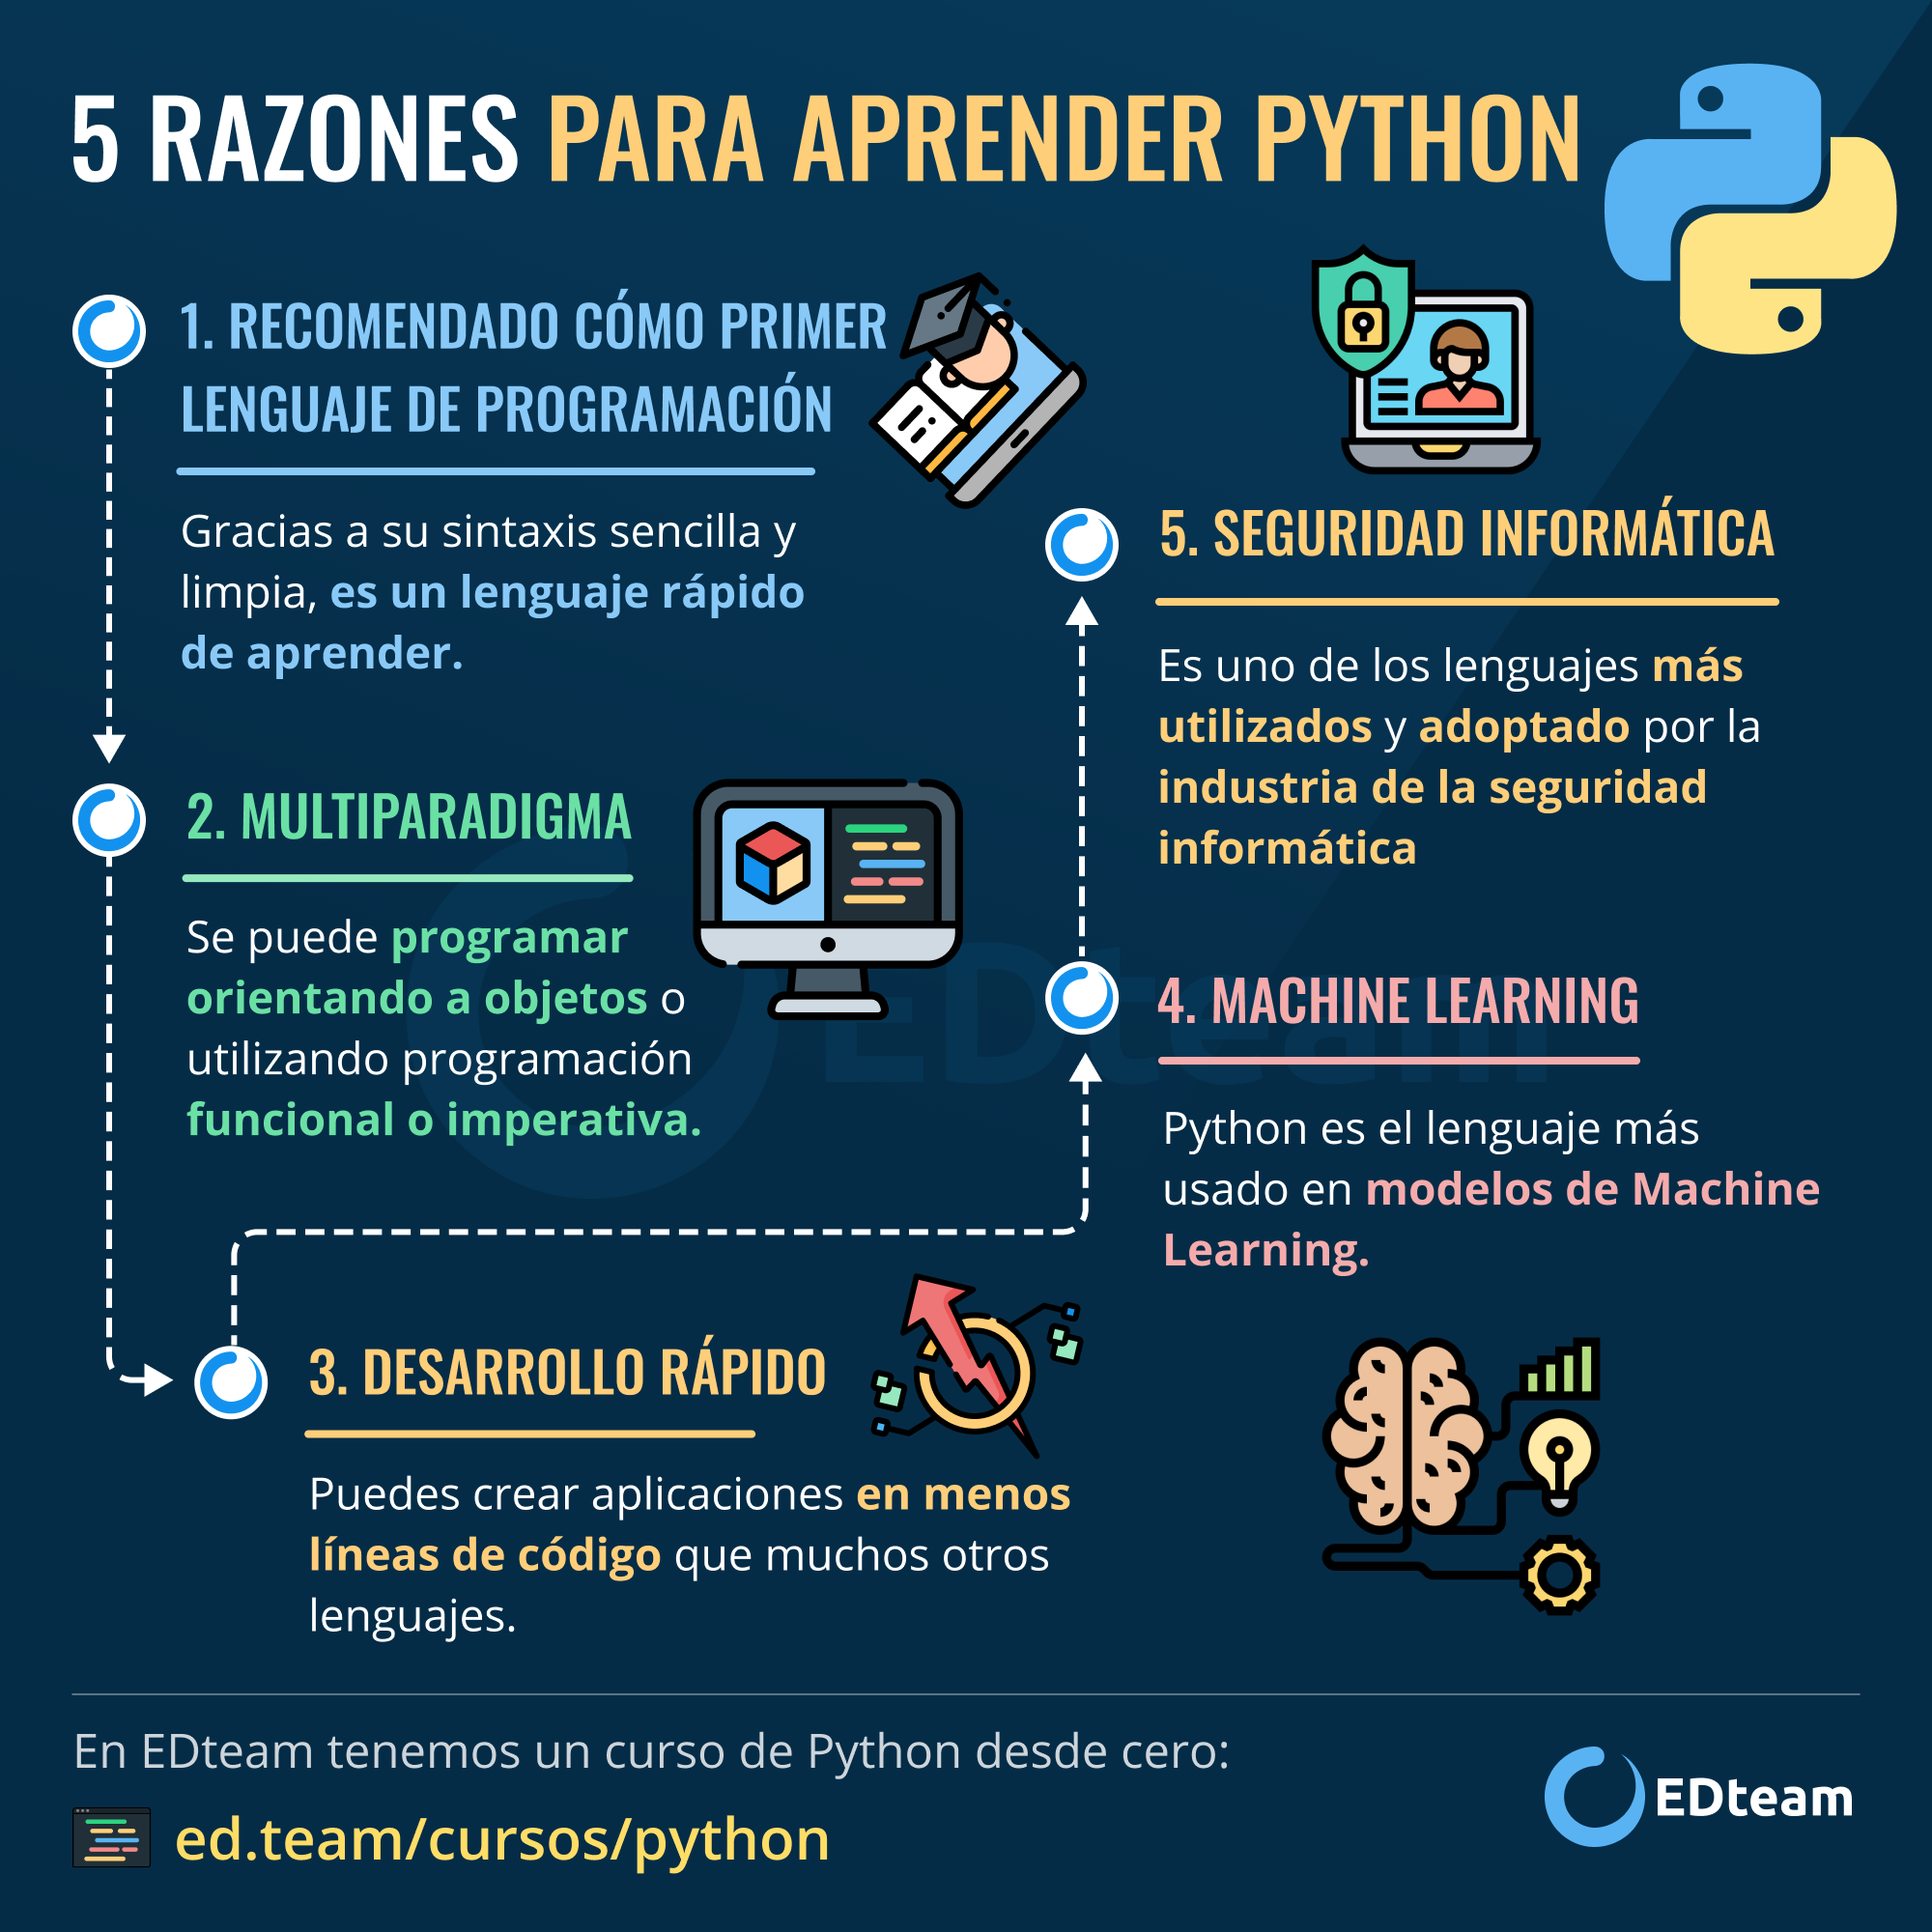 5 RAZONES PARA APRENDER PYTHON
1. RECOMENDADO CÓMO PRIMER
LENGUAJE DE PROGRAMACIÓN
Gracias a su sintaxis sencilla y
limpia, es un lenguaje rápido
de aprender.
2. MULTIPARADIGMA
Se puede programar
orientando a objetos o
utilizando programación
funcional o imperativa.
3. DESARROLLO RÁPIDO
Puedes crear aplicaciones en menos
líneas de código que muchos otros
lenguajes.
4. MACHINE LEARNING
Python es el lenguaje más
usado en modelos de Machine
Learning.
5. SEGURIDAD INFORMÁTICA
Es uno de los lenguajes más
utilizados y adoptado por la
industria de la seguridad
informática
EDteam
En EDteam tenemos un curso de Python desde cero:
ed.team/cursos/python
EDteam